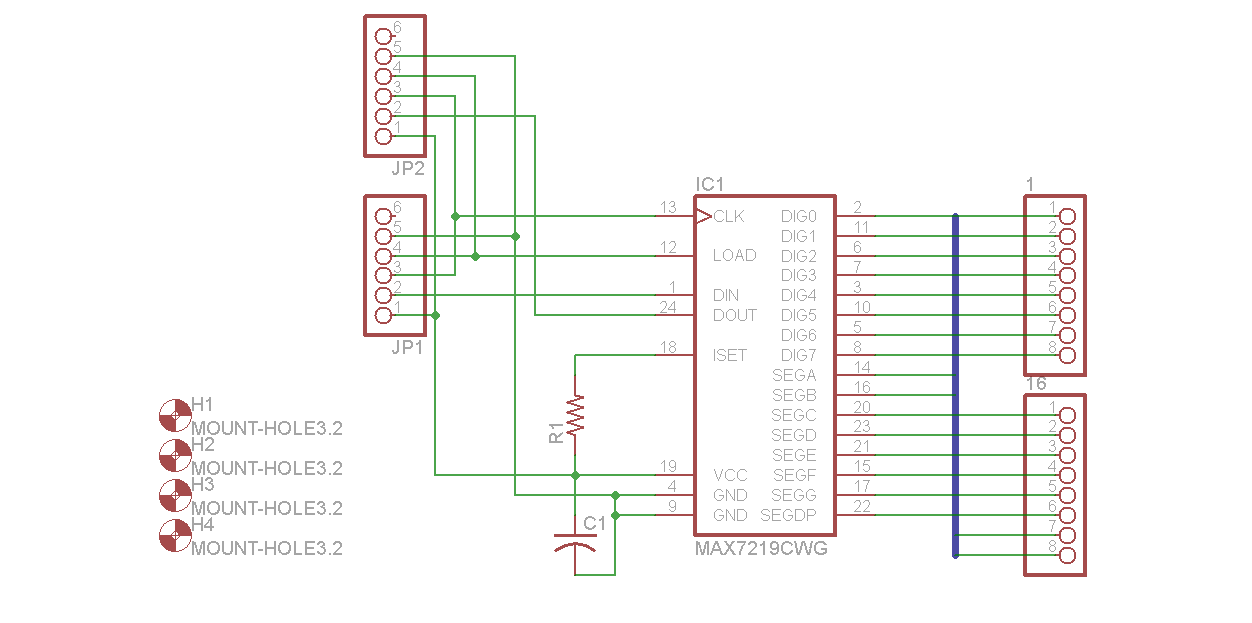 6
5
4
3
2
1
JP2
6
5
4
3
2
1
JP1
H1
MOUNT-HOLE3.2
H2
MOUNT-HOLE3.2
H3
MOUNT-HOLE3.2
H4
MOUNT-HOLE3.2
R1
C1
IC1
13 CLK DIG0 2
DIG1 11
12 LOAD DIG2 6
DIG3 7
1 DIN DIG4 3
24 DOUT DIG5 10
DIG6 5
18 ISET DIG7 8
SEGA 14
SEGB 16
SEGC 20
SEGD 23
SEGE 21
19 VCC SEGF 15
4 GND SEGG 17
9 GND SEGDP 22
MAX7219CWG
1
1
2
3
4
5
6
7
8
16
1
2
3
4
5
6
7
8